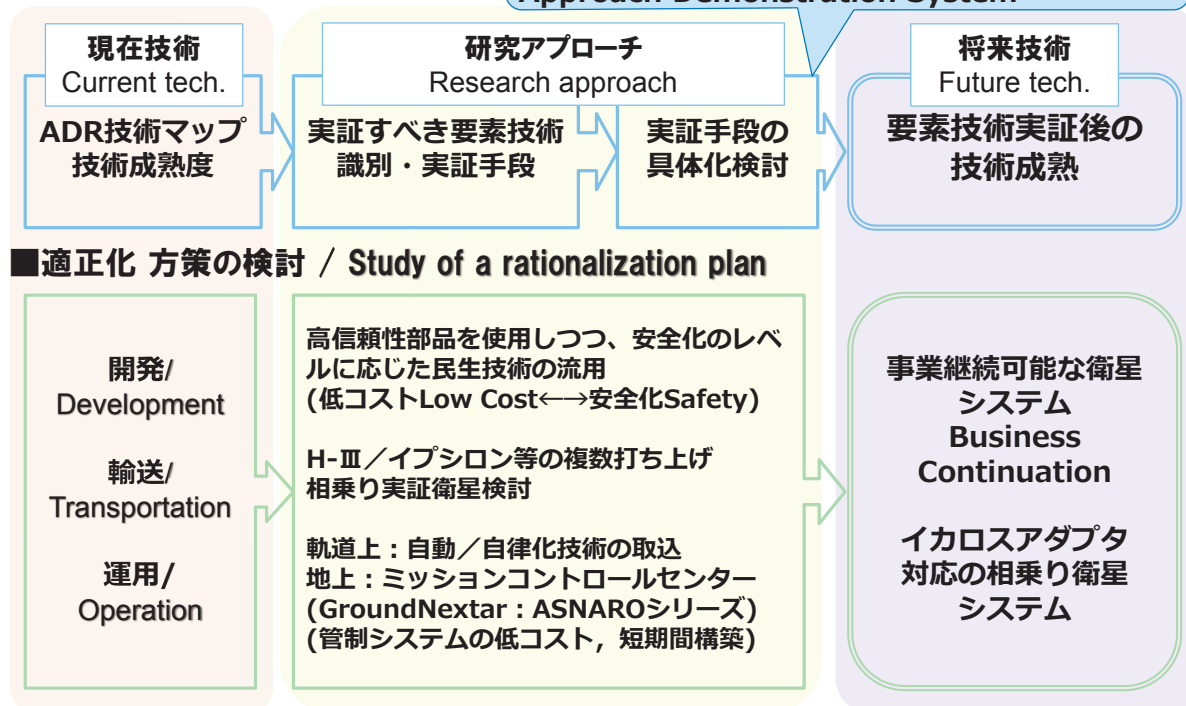 Approach Demonstration System
現在技術
Current tech.
研究アプローチ
Research approach
将来技術
Future tech.
ADR技術マップ
技術成熟度
実証すべき要素技術
識別・実証手段
実証手段の
具体化検討
要素技術実証後の
技術成熟
■適正化 方策の検討 / Study of a rationalization plan
開発/
Development
輸送/
Transportation
運用/
Operation
高信頼性部品を使用しつつ、安全化のレベ
ルに応じた民生技術の流用
(低コストLow Cost←→安全化Safety)
H-Ⅲ／イプシロン等の複数打ち上げ
相乗り実証衛星検討
軌道上：自動／自律化技術の取込
地上：ミッションコントロールセンター
(GroundNextar：ASNAROシリーズ)
(管制システムの低コスト，短期間構築)
事業継続可能な衛星
システム
Business
Continuation
イカロスアダプタ
対応の相乗り衛星
システム